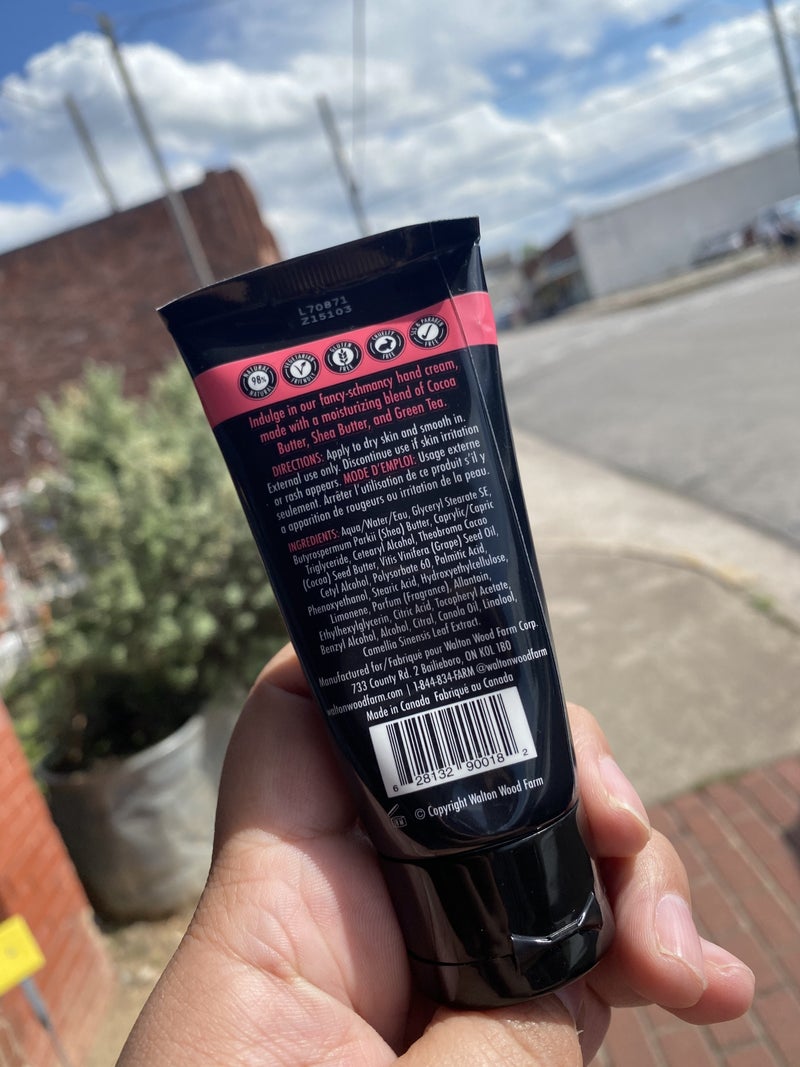 L70871
Z15103
NATURAL 98% NATURAL
VEGETARIAN FRIENDLY
GLUTEN FREE
CRUELTY FREE
SLS & PARABEN FREE
Indulge in our fancy-schmancy hand cream,
made with a moisturizing blend of Cocoa
Butter, Shea Butter, and Green Tea.
DIRECTIONS: Apply to dry skin and smooth in.
External use only. Discontinue use if skin irritation
or rash appears. MODE D'EMPLOI: Usage externe
seulement. Arrêter l'utilisation de ce produit s'il y
a apparition de rougeurs ou irritation de la peau.
INGREDIENTS: Aqua/Water/Eau, Glyceryl Stearate SE,
Butyrospermum Parkii (Shea) Butter, Caprylic/Capric
Triglyceride, Cetearyl Alcohol, Theobroma Cacao
(Cocoa) Seed Butter, Vitis Vinifera (Grape) Seed Oil,
Cetyl Alcohol, Polysorbate 60, Palmitic Acid,
Phenoxyethanol, Stearic Acid, Hydroxyethylcellulose,
Limonene, Parfum (Fragrance), Allantoin,
Ethylhexylglycerin, Citric Acid, Tocopheryl Acetate,
Benzyl Alcohol, Alcohol, Citral, Canola Oil, Linalool,
Camellia Sinensis Leaf Extract.
Manufactured for/Fabriqué pour Walton Wood Farm Corp.
733 County Rd. 2 Bailieboro, ON K0L 1B0
waltonwoodfarm.com | 1-844-834-FARM @waltonwoodfarm
Made in Canada Fabriqué au Canada
6 28132 90018 2
© Copyright Walton Wood Farm